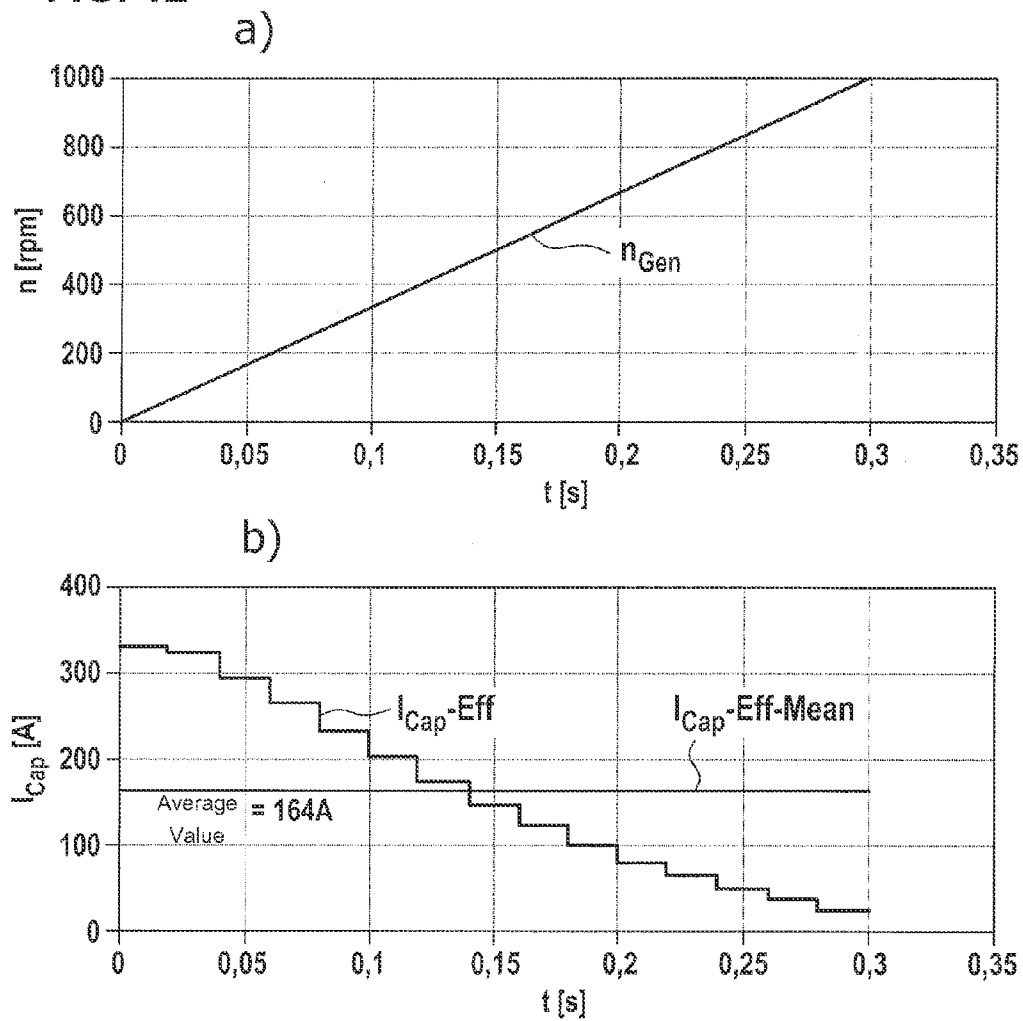 a)
1000
800
600
400
200
0
n [rpm]
n_Gen
0 0,05 0,1 0,15 0,2 0,25 0,3 0,35
t [s]
b)
400
300
200
100
0
I_Cap [A]
I_Cap-Eff
I_Cap-Eff-Mean
Average = 164A
Value
0 0,05 0,1 0,15 0,2 0,25 0,3 0,35
t [s]